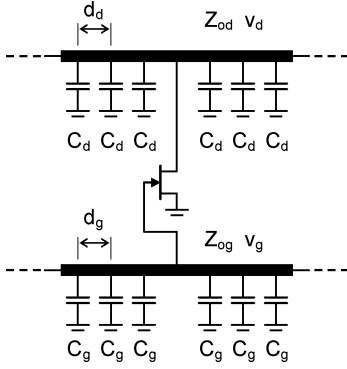 d_d
Z_od v_d
C_d C_d C_d C_d C_d C_d
d_g
Z_og v_g
C_g C_g C_g C_g C_g C_g